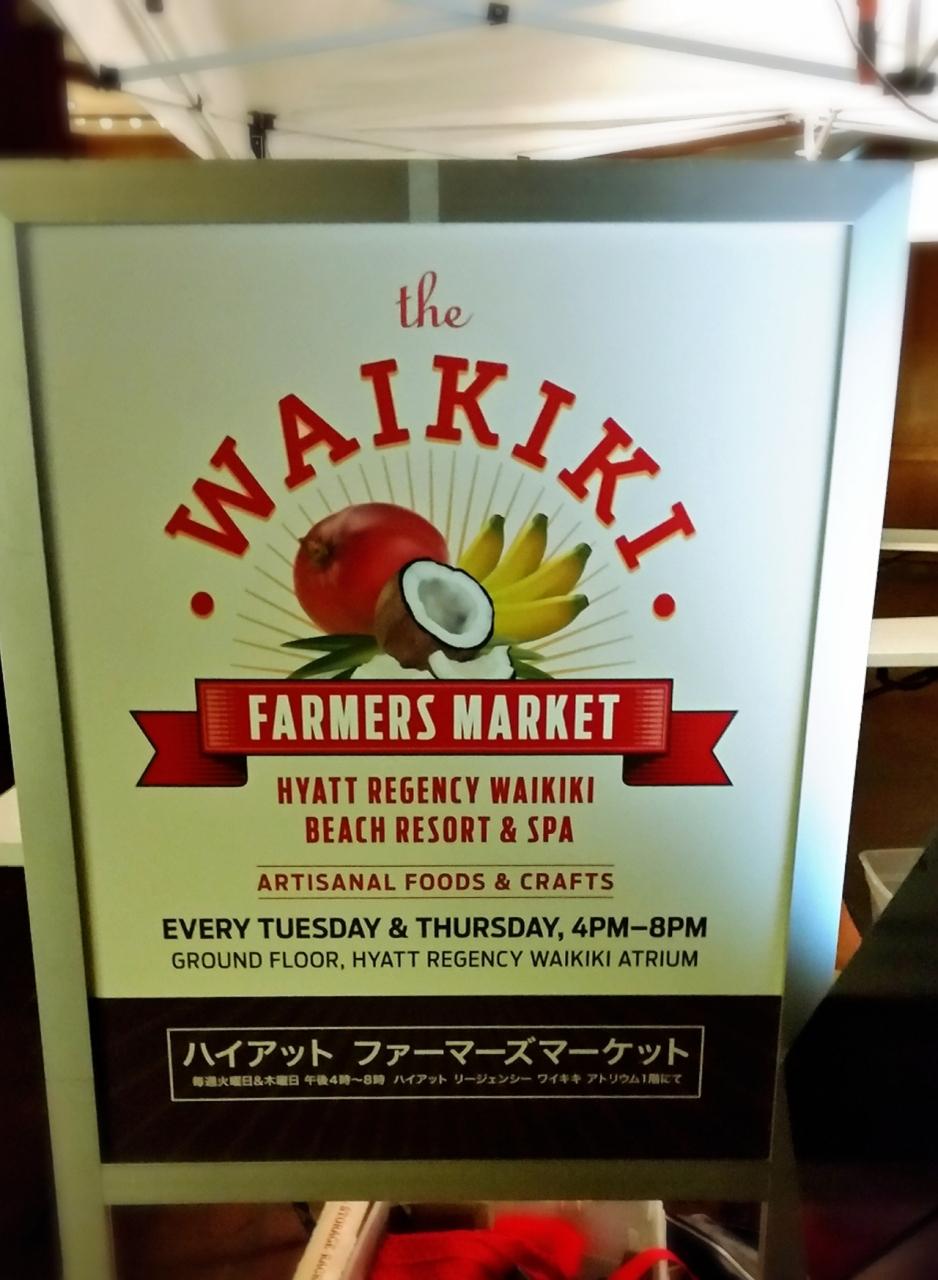 the
WAIKIKI
FARMERS MARKET
HYATT REGENCY WAIKIKI
BEACH RESORT & SPA
ARTISANAL FOODS & CRAFTS
EVERY TUESDAY & THURSDAY, 4PM–8PM
GROUND FLOOR, HYATT REGENCY WAIKIKI ATRIUM
ハイアット ファーマーズマーケット
毎週火曜日&木曜日 午後4時〜8時 ハイアット リージェンシー ワイキキ アトリウム1階にて
STORAGE